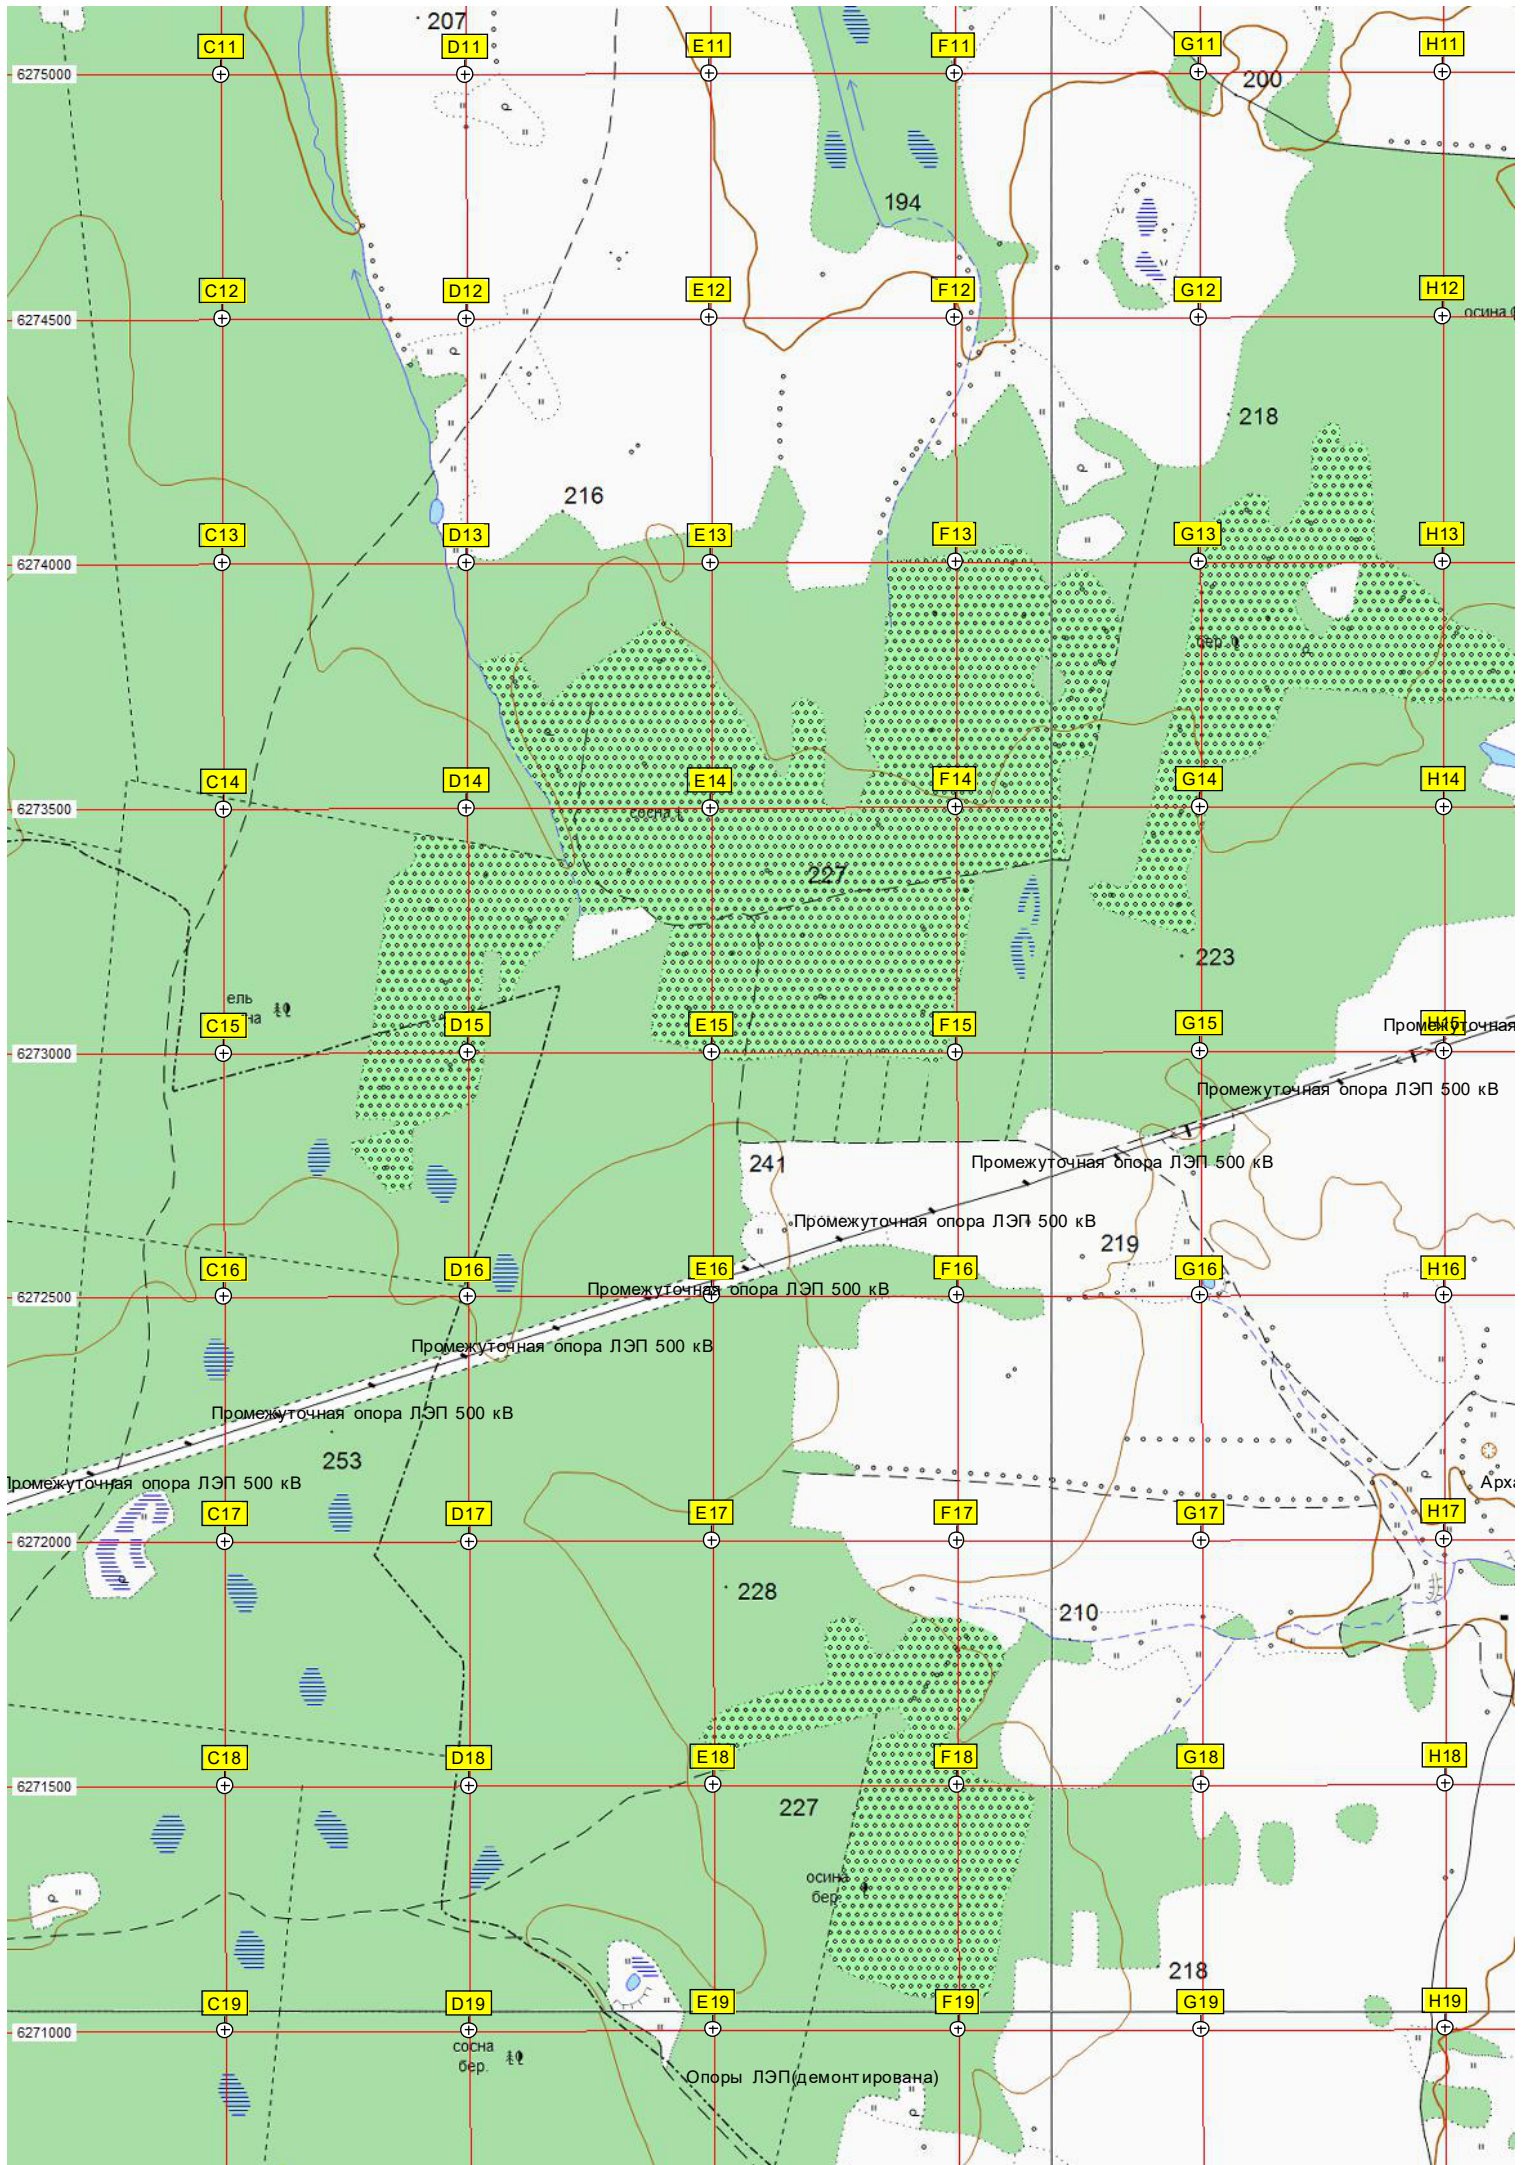 207
C11
D11
E11
F11
G11
H11
6275000
200
194
C12
D12
E12
F12
G12
H12
6274500
осина
218
216
C13
D13
E13
F13
G13
H13
6274000
бер.
C14
D14
E14
F14
G14
H14
6273500
сосна
227
223
ель
C15
D15
E15
F15
G15
H15
6273000
Промежуточная
Промежуточная опора ЛЭП 500 кВ
241
Промежуточная опора ЛЭП 500 кВ
Промежуточная опора ЛЭП 500 кВ
219
C16
D16
E16
F16
G16
H16
6272500
Промежуточная опора ЛЭП 500 кВ
Промежуточная опора ЛЭП 500 кВ
Промежуточная опора ЛЭП 500 кВ
253
Промежуточная опора ЛЭП 500 кВ
Арха
C17
D17
E17
F17
G17
H17
6272000
228
210
C18
D18
E18
F18
G18
H18
6271500
227
осина
бер.
218
C19
D19
E19
F19
G19
H19
6271000
сосна
бер.
Опоры ЛЭП(демонтирована)